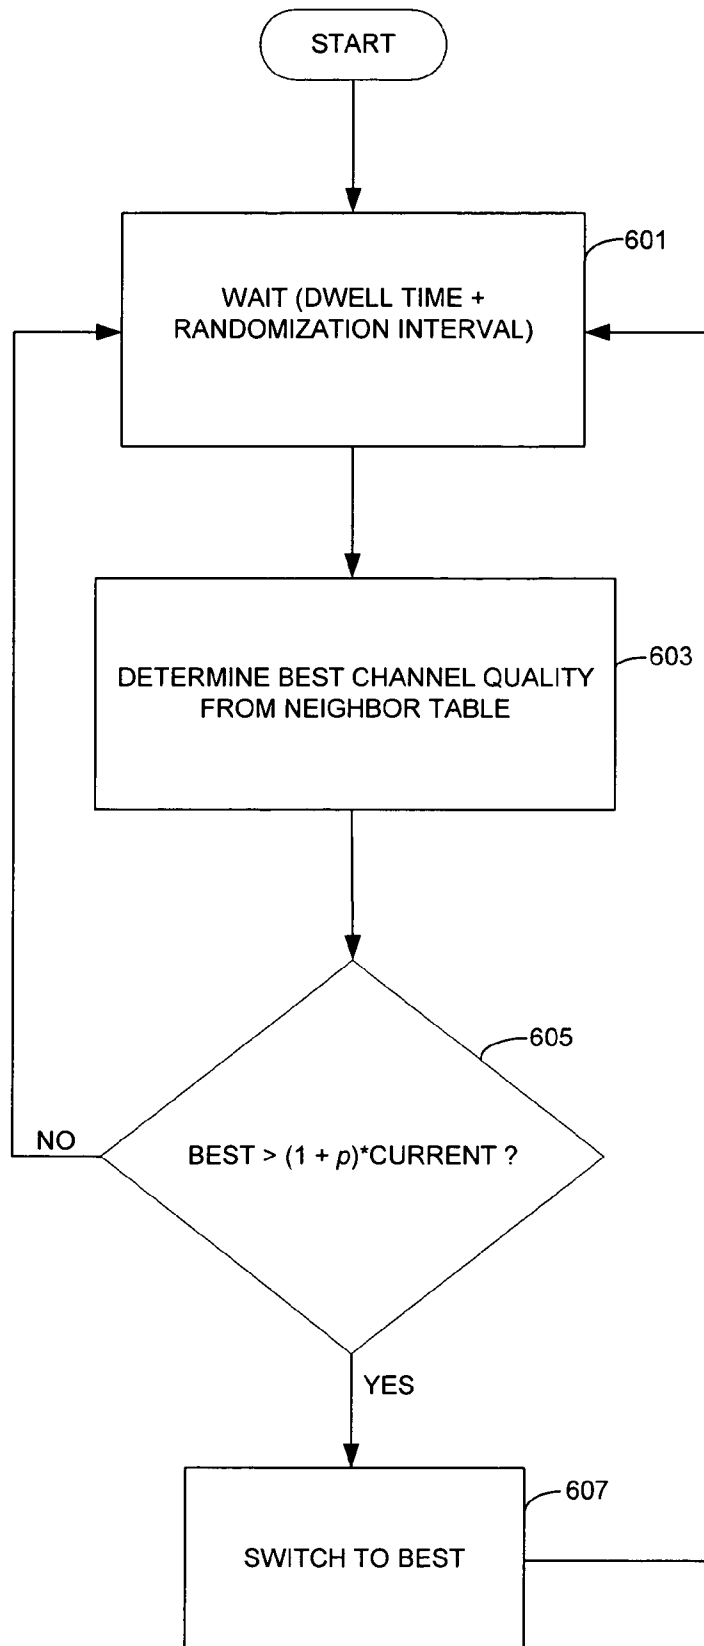 START
601
WAIT (DWELL TIME +
RANDOMIZATION INTERVAL)
603
DETERMINE BEST CHANNEL QUALITY
FROM NEIGHBOR TABLE
605
NO
BEST > (1 + p)*CURRENT ?
YES
607
SWITCH TO BEST